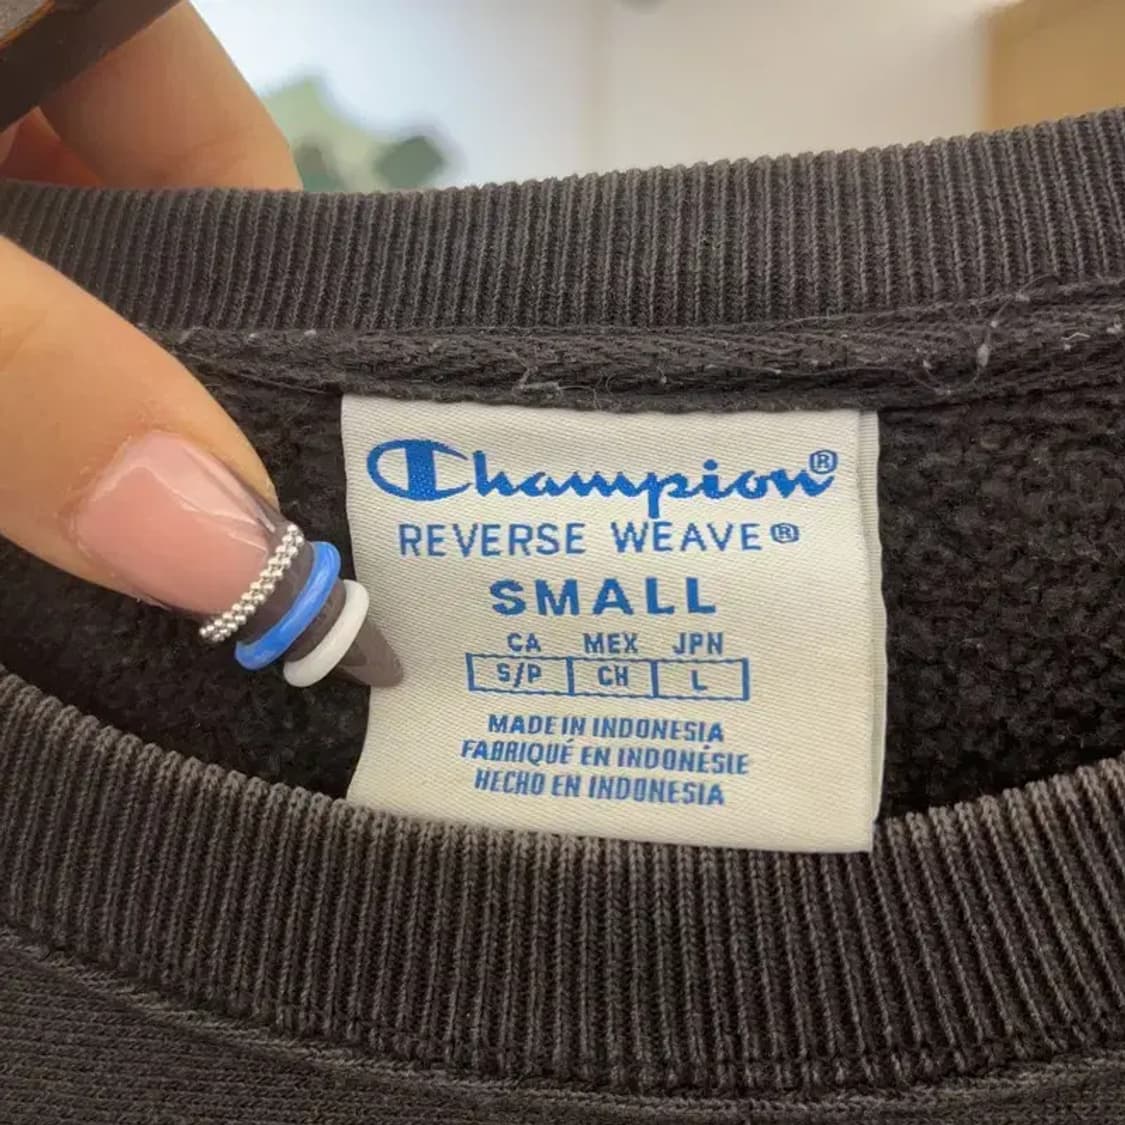 Champion®
REVERSE WEAVE®
SMALL
CA MEX JPN
S/P CH L
MADE IN INDONESIA
FABRIQUÉ EN INDONÉSIE
HECHO EN INDONESIA